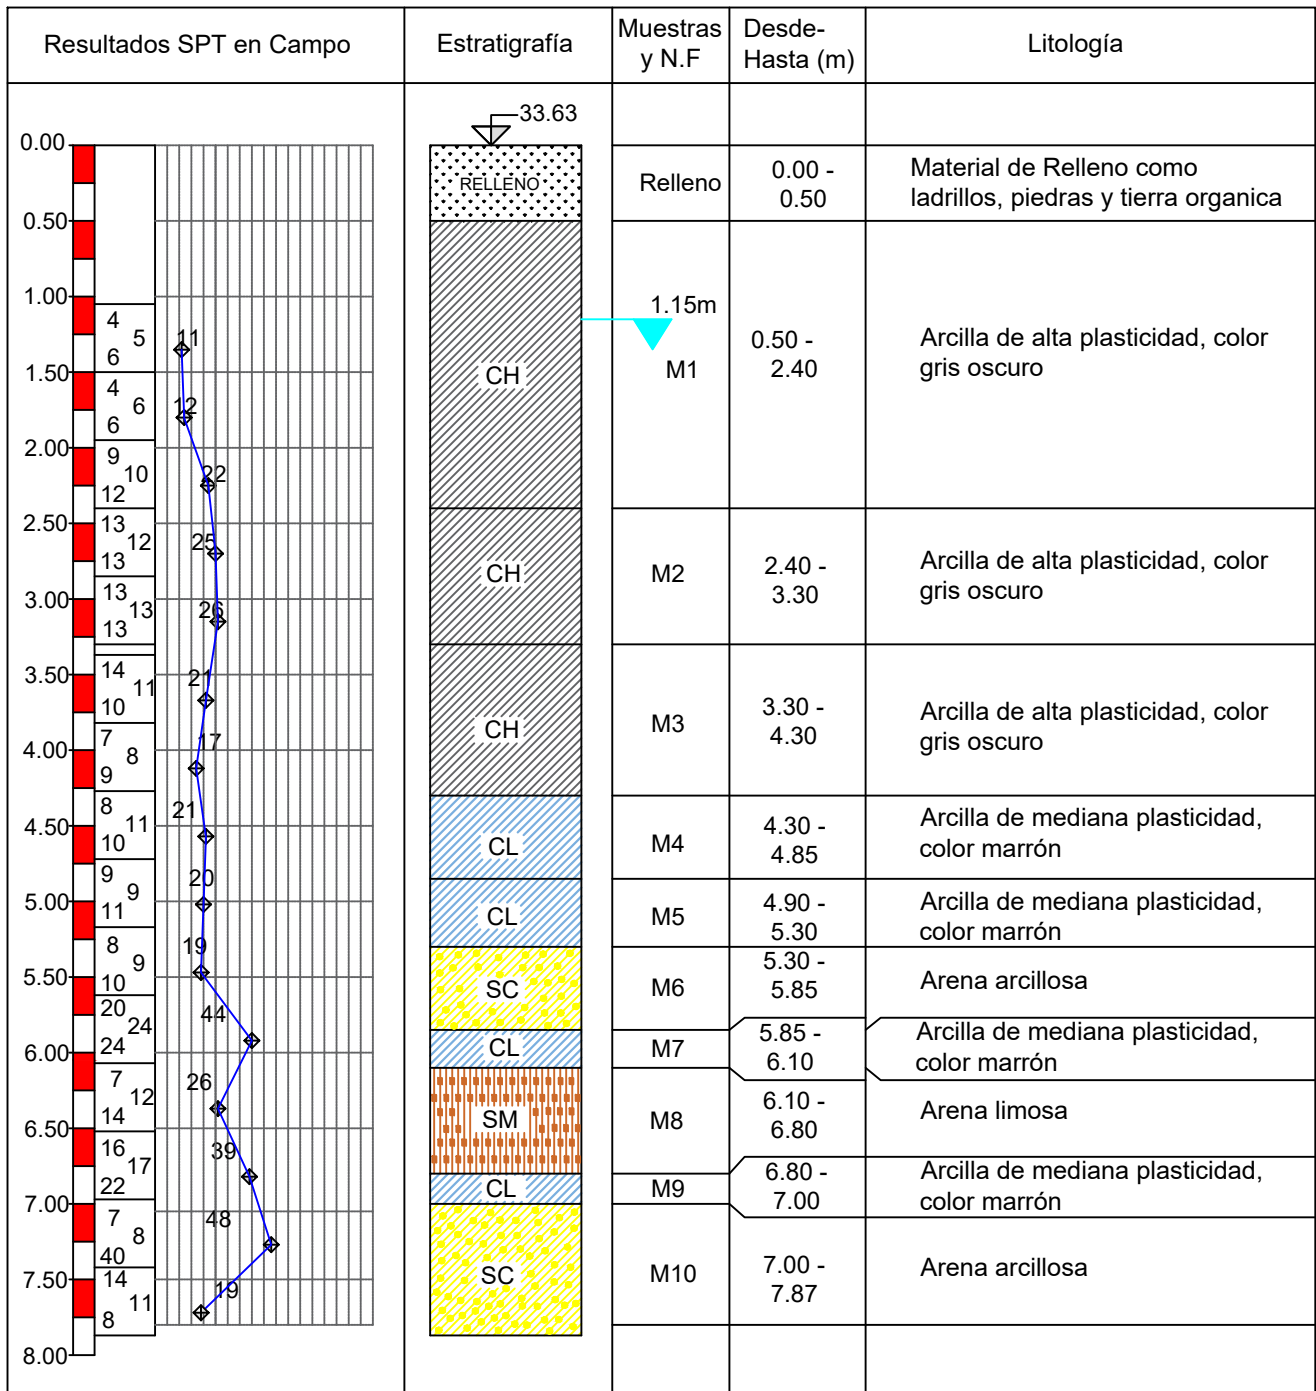 Resultados SPT en Campo
Estratigrafía
Muestras
y N.F
Desde-
Hasta (m)
Litología
33.63
0.00
RELLENO
Relleno
0.00 -
0.50
Material de Relleno como
ladrillos, piedras y tierra organica
0.50
1.00
4
5
6
11
1.15m
CH
M1
0.50 -
2.40
Arcilla de alta plasticidad, color
gris oscuro
1.50
4
6
6
12
2.00
9
10
12
22
2.50
13
12
13
25
CH
M2
2.40 -
3.30
Arcilla de alta plasticidad, color
gris oscuro
3.00
13
13
13
26
3.50
14
11
10
21
CH
M3
3.30 -
4.30
Arcilla de alta plasticidad, color
gris oscuro
4.00
7
8
9
17
4.50
8
11
10
21
CL
M4
4.30 -
4.85
Arcilla de mediana plasticidad,
color marrón
5.00
9
9
11
20
CL
M5
4.90 -
5.30
Arcilla de mediana plasticidad,
color marrón
5.50
8
9
10
19
SC
M6
5.30 -
5.85
Arena arcillosa
20
24
24
44
6.00
CL
M7
5.85 -
6.10
Arcilla de mediana plasticidad,
color marrón
7
12
14
26
6.50
SM
M8
6.10 -
6.80
Arena limosa
16
17
22
39
CL
M9
6.80 -
7.00
Arcilla de mediana plasticidad,
color marrón
7.00
7
8
40
48
7.50
SC
M10
7.00 -
7.87
Arena arcillosa
14
11
8
19
8.00